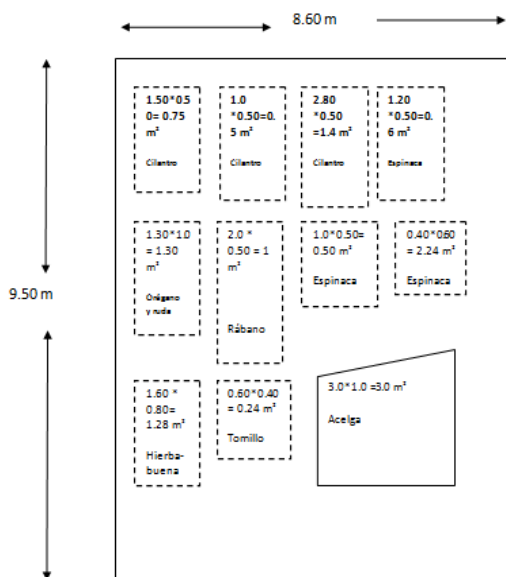 8.60 m
9.50 m
1.50*0.5
0= 0.75
m²
Cilantro
1.0
*0.50=0.
5 m²
Cilantro
2.80
*0.50
=1.4 m²
Cilantro
1.20
*0.50=0.
6 m²
Espinaca
1.30*1.0
= 1.30
m²
Orégano
y ruda
2.0 *
0.50 = 1
m²
Rábano
1.0*0.50=
0.50 m²
Espinaca
0.40*0.60
= 2.24 m²
Espinaca
1.60 *
0.80=
1.28 m²
Hierba-
buena
0.60*0.40
= 0.24 m²
Tomillo
3.0*1.0 =3.0 m²
Acelga